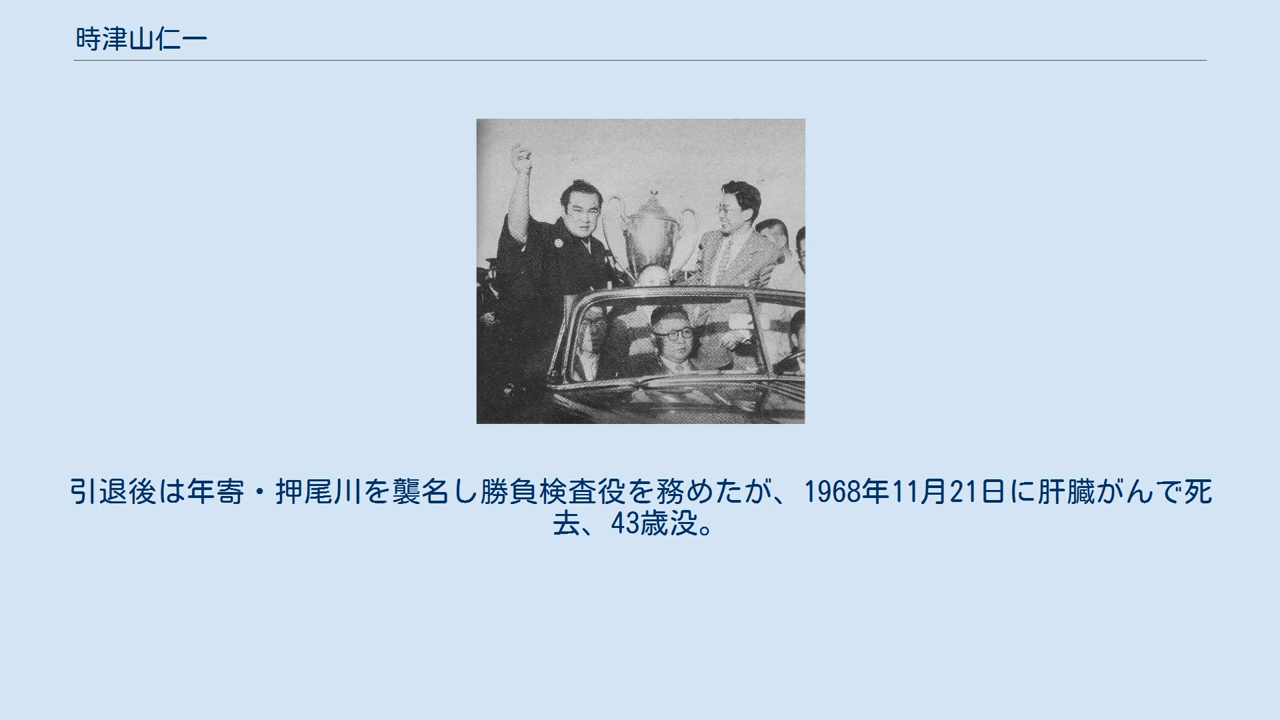 時津山仁一
引退後は年寄・押尾川を襲名し勝負検査役を務めたが、1968年11月21日に肝臓がんで死
去、43歳没。